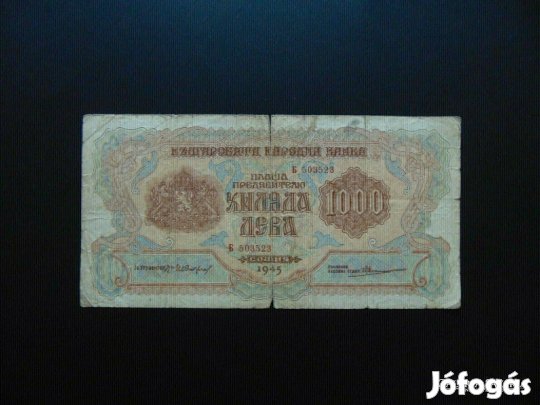 БЪЛГАРСКАТА НАРОДНА БАНКА
Б 503523
ПЛАЩА
ПРЕДЯВИТЕЛЮ
ХИЛЯДА
ЛЕВА
1000
Б 503523
1945
Jófogás